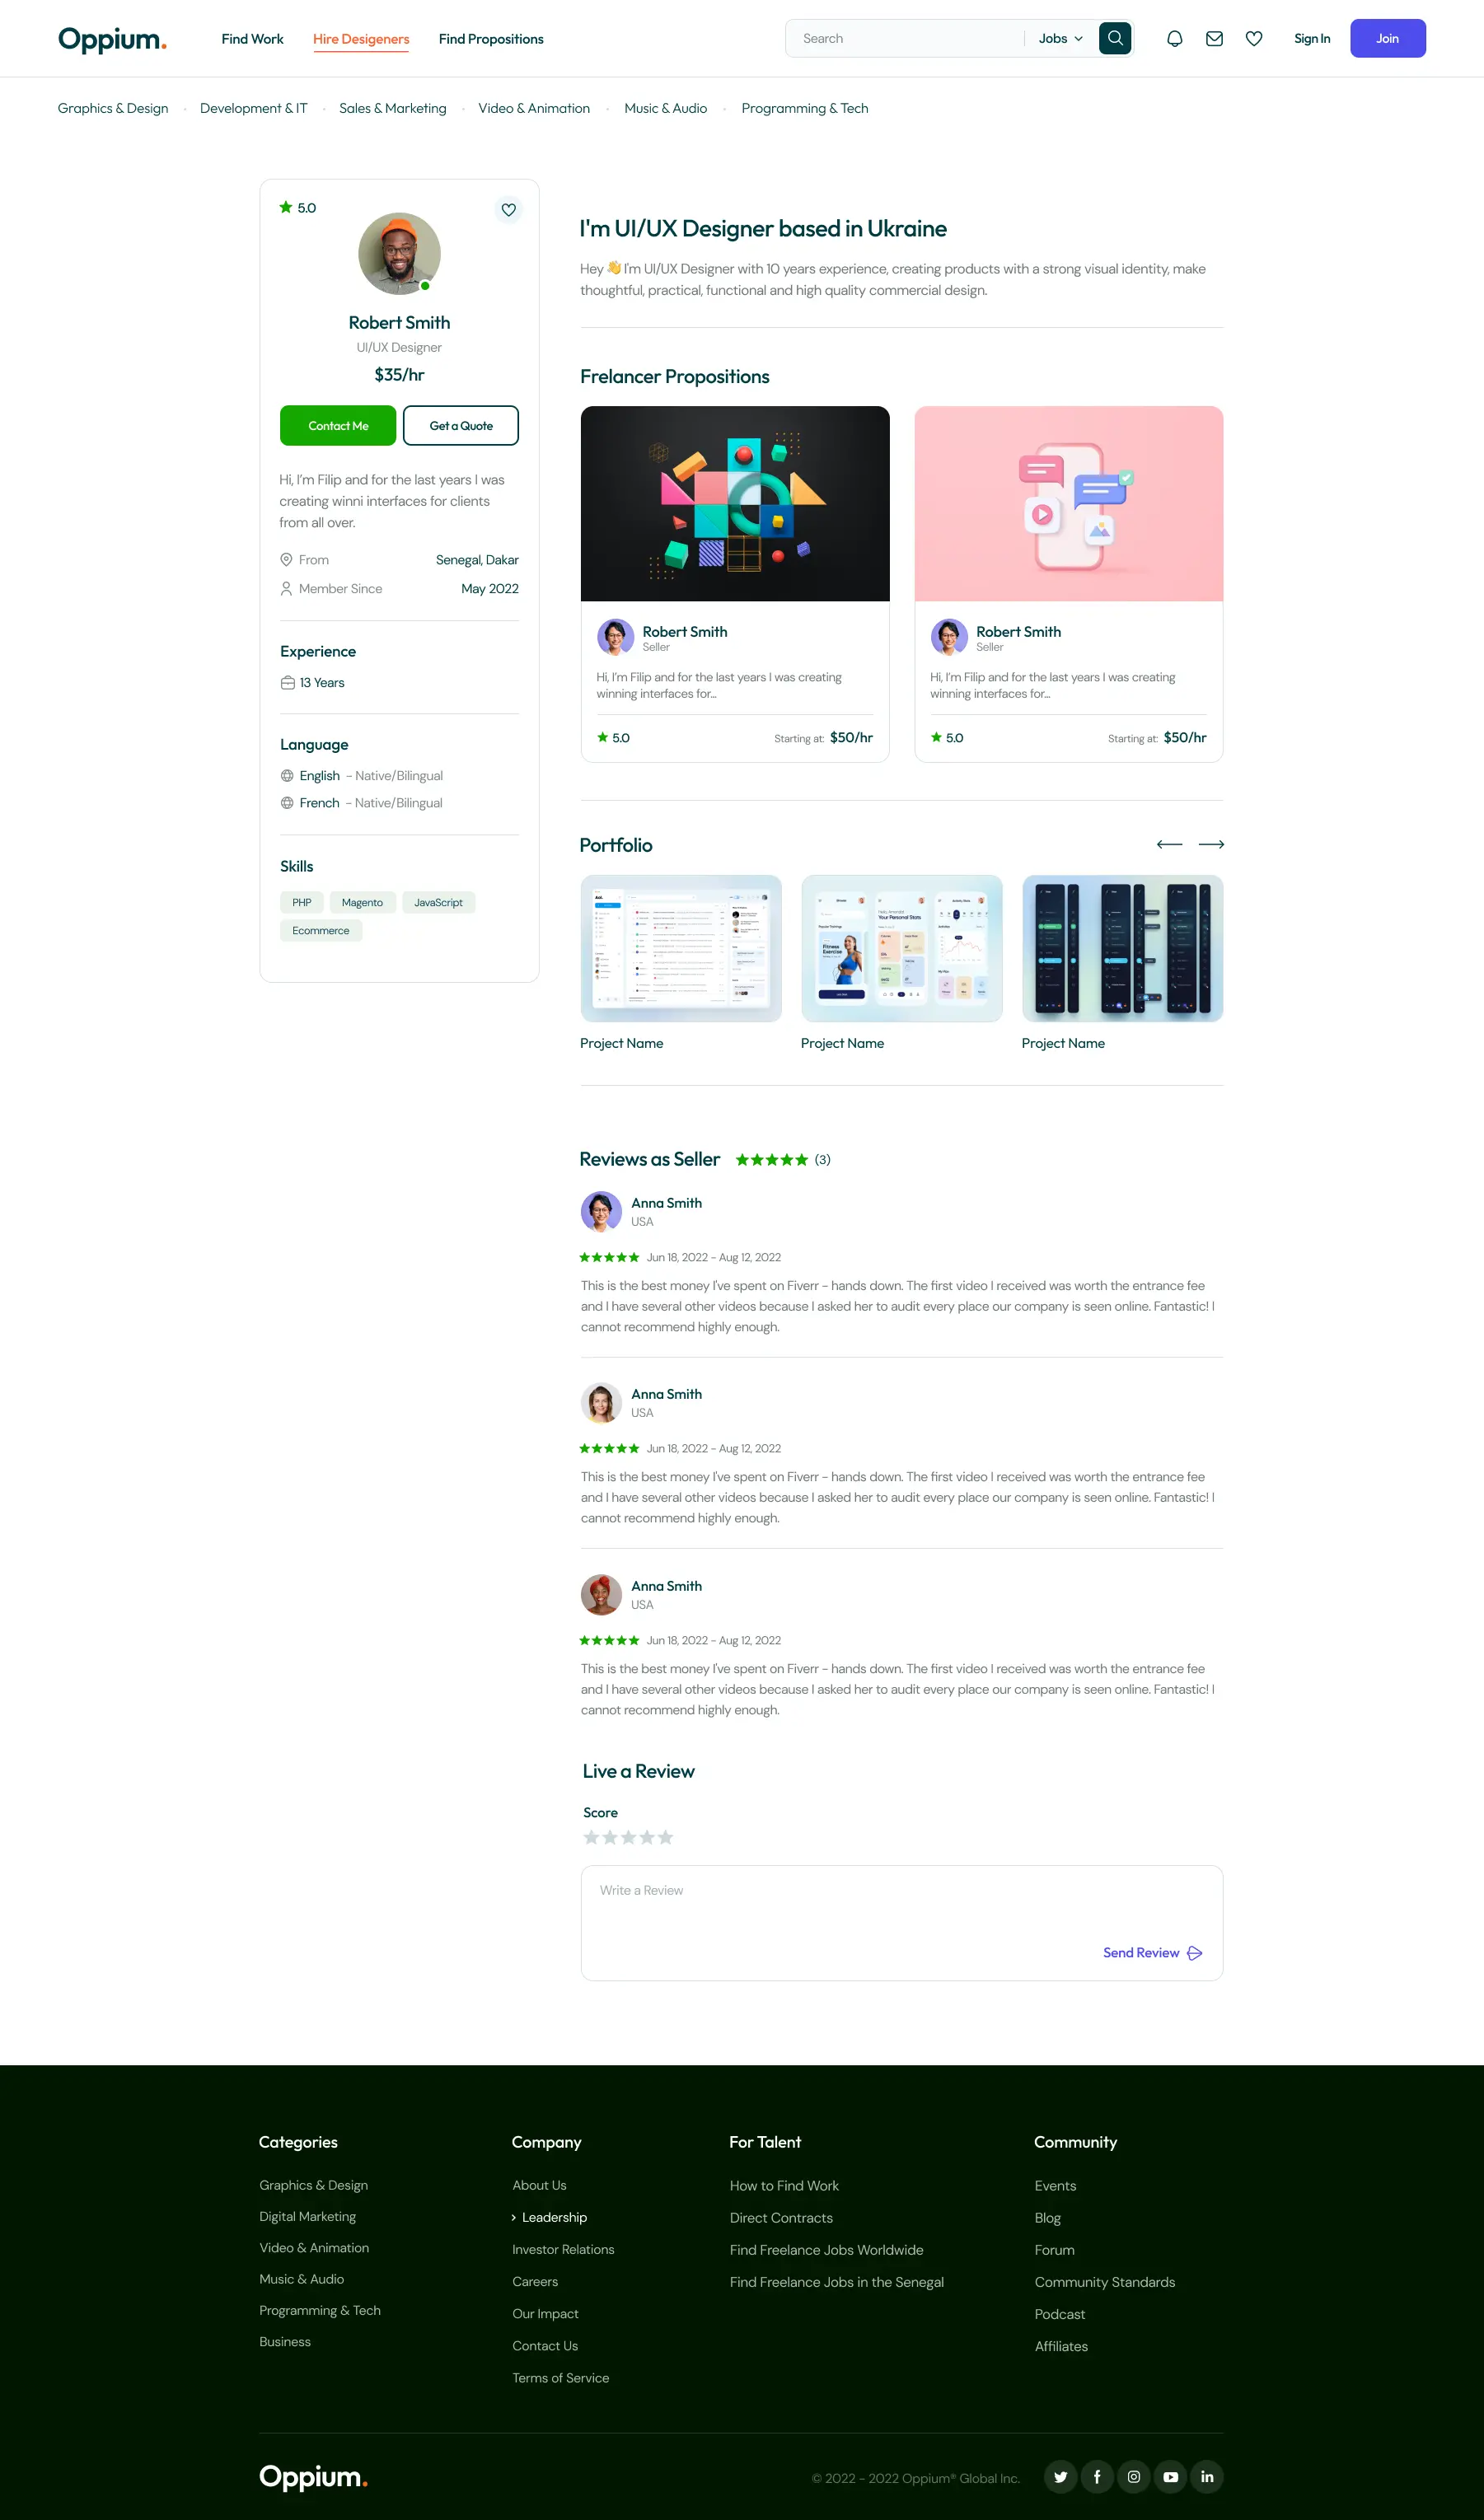 Oppium.
Find Work
Hire Desigeners
Find Propositions
Search
Jobs
Sign In
Join
Graphics & Design
Development & IT
Sales & Marketing
Video & Animation
Music & Audio
Programming & Tech
5.0
Robert Smith
UI/UX Designer
$35/hr
Contact Me
Get a Quote
Hi, I'm Filip and for the last years I was
creating winni interfaces for clients
from all over.
From
Senegal, Dakar
Member Since
May 2022
Experience
13 Years
Language
English - Native/Bilingual
French - Native/Bilingual
Skills
PHP
Magento
JavaScript
Ecommerce
I'm UI/UX Designer based in Ukraine
Hey 👋 I'm UI/UX Designer with 10 years experience, creating products with a strong visual identity, make
thoughtful, practical, functional and high quality commercial design.
Frelancer Propositions
Robert Smith
Seller
Hi, I'm Filip and for the last years I was creating
winning interfaces for...
5.0
Starting at: $50/hr
Robert Smith
Seller
Hi, I'm Filip and for the last years I was creating
winning interfaces for...
5.0
Starting at: $50/hr
Portfolio
Fitness
Exercise
Your Personal Stats
Project Name
Project Name
Project Name
Reviews as Seller (3)
Anna Smith
USA
Jun 18, 2022 - Aug 12, 2022
This is the best money I've spent on Fiverr - hands down. The first video I received was worth the entrance fee
and I have several other videos because I asked her to audit every place our company is seen online. Fantastic! I
cannot recommend highly enough.
Anna Smith
USA
Jun 18, 2022 - Aug 12, 2022
This is the best money I've spent on Fiverr - hands down. The first video I received was worth the entrance fee
and I have several other videos because I asked her to audit every place our company is seen online. Fantastic! I
cannot recommend highly enough.
Anna Smith
USA
Jun 18, 2022 - Aug 12, 2022
This is the best money I've spent on Fiverr - hands down. The first video I received was worth the entrance fee
and I have several other videos because I asked her to audit every place our company is seen online. Fantastic! I
cannot recommend highly enough.
Live a Review
Score
Write a Review
Send Review
Categories
Graphics & Design
Digital Marketing
Video & Animation
Music & Audio
Programming & Tech
Business
Company
About Us
Leadership
Investor Relations
Careers
Our Impact
Contact Us
Terms of Service
For Talent
How to Find Work
Direct Contracts
Find Freelance Jobs Worldwide
Find Freelance Jobs in the Senegal
Community
Events
Blog
Forum
Community Standards
Podcast
Affiliates
Oppium.
© 2022 - 2022 Oppium® Global Inc.